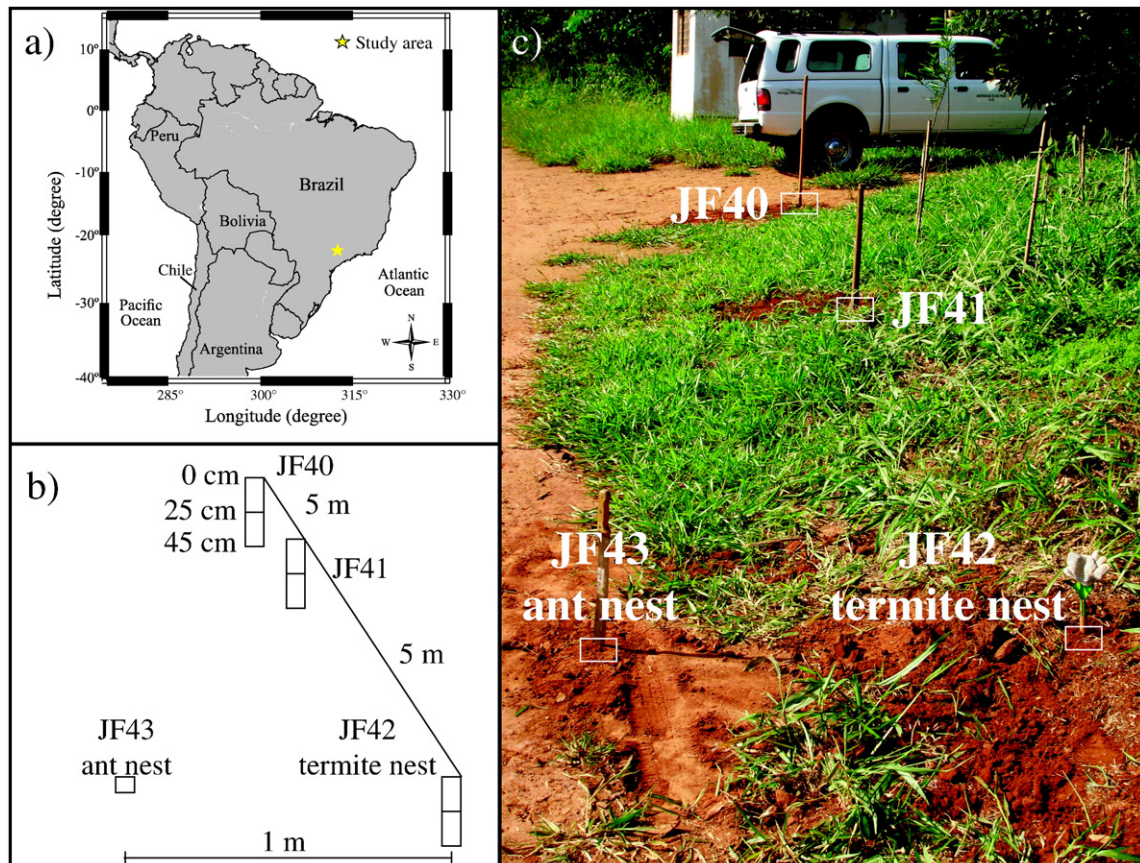 a)
Study area
10°
0°
-10°
-20°
-30°
-40°
Latitude (degree)
Peru
Brazil
Bolivia
Chile
Atlantic
Ocean
Pacific
Ocean
Argentina
N
W E
S
285° 300° 315° 330°
Longitude (degree)
b)
JF40
0 cm
5 m
25 cm
45 cm
JF41
5 m
JF43
ant nest
JF42
termite nest
1 m
c)
JF40
JF41
JF43
ant nest
JF42
termite nest